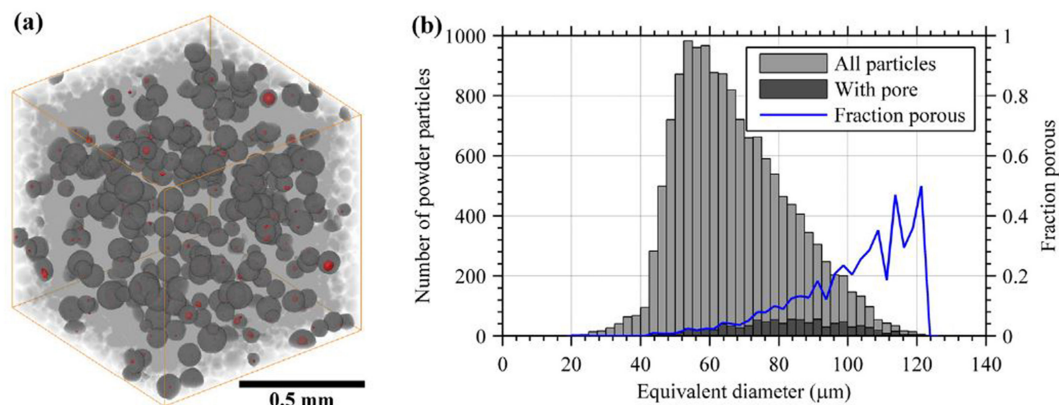 (a)
0.5 mm
(b)
1000
800
600
400
200
0
Number of powder particles
1
0.8
0.6
0.4
0.2
0
Fraction porous
All particles
With pore
Fraction porous
0 20 40 60 80 100 120 140
Equivalent diameter (μm)